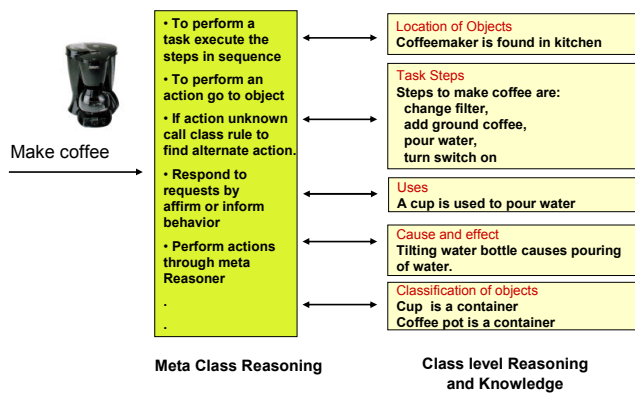 Make coffee
• To perform a
task execute the
steps in sequence
• To perform an
action go to object
• If action unknown
call class rule to
find alternate action.
• Respond to
requests by
affirm or inform
behavior
• Perform actions
through meta
Reasoner
.
.
Meta Class Reasoning
Location of Objects
Coffeemaker is found in kitchen
Task Steps
Steps to make coffee are:
change filter,
add ground coffee,
pour water,
turn switch on
Uses
A cup is used to pour water
Cause and effect
Tilting water bottle causes pouring
of water.
Classification of objects
Cup is a container
Coffee pot is a container
Class level Reasoning
and Knowledge